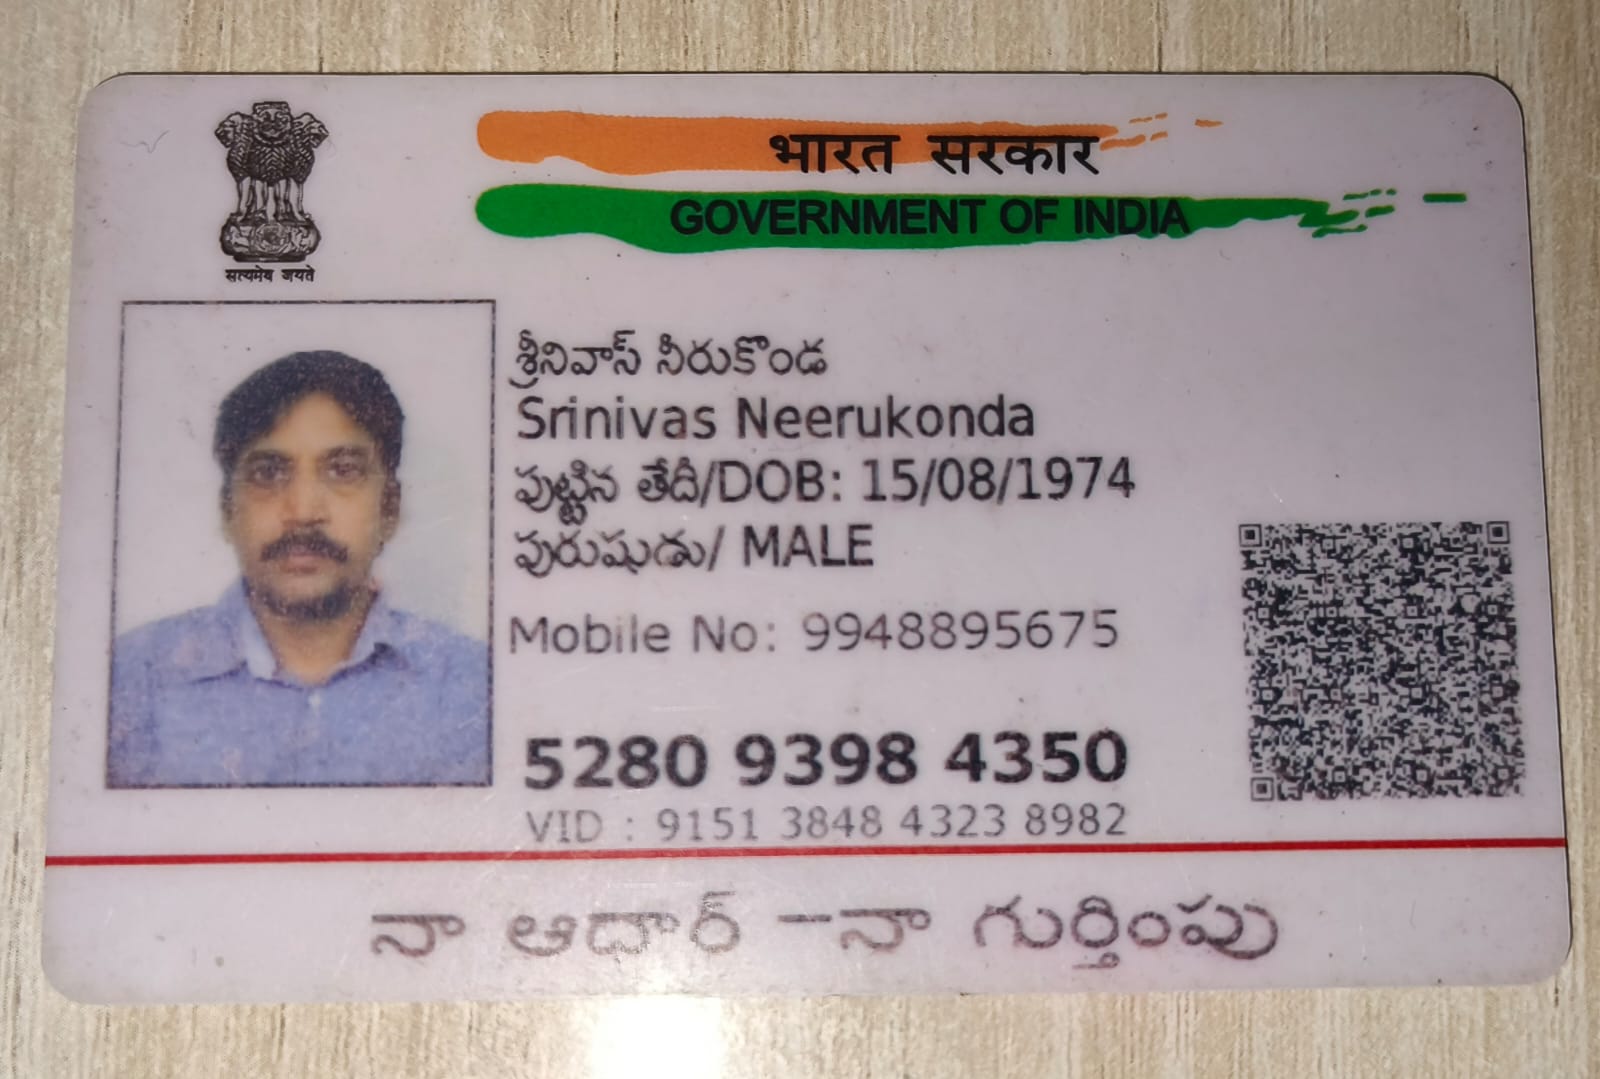 भारत सरकार
GOVERNMENT OF INDIA
सत्यमेव जयते
శ్రీనివాస్ నీరుకొండ
Srinivas Neerukonda
పుట్టిన తేదీ/DOB: 15/08/1974
పురుషుడు/ MALE
Mobile No: 9948895675
5280 9398 4350
VID : 9151 3848 4323 8982
నా ఆధార్ –నా గుర్తింపు